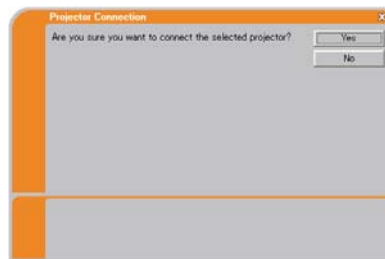 Projector Connection X
Are you sure you want to connect the selected projector? Yes
No